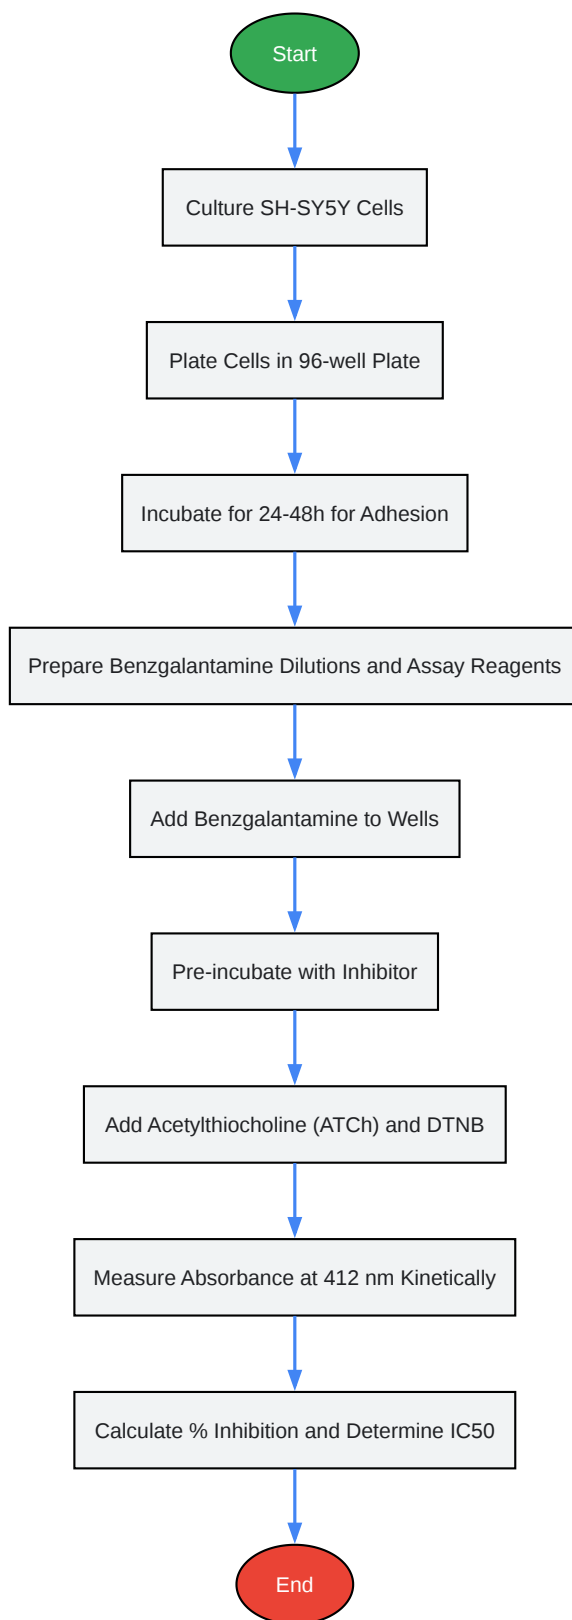 Start
Culture SH-SY5Y Cells
Plate Cells in 96-well Plate
Incubate for 24-48h for Adhesion
Prepare Benzgalantamine Dilutions and Assay Reagents
Add Benzgalantamine to Wells
Pre-incubate with Inhibitor
Add Acetylthiocholine (ATCh) and DTNB
Measure Absorbance at 412 nm Kinetically
Calculate % Inhibition and Determine IC50
End